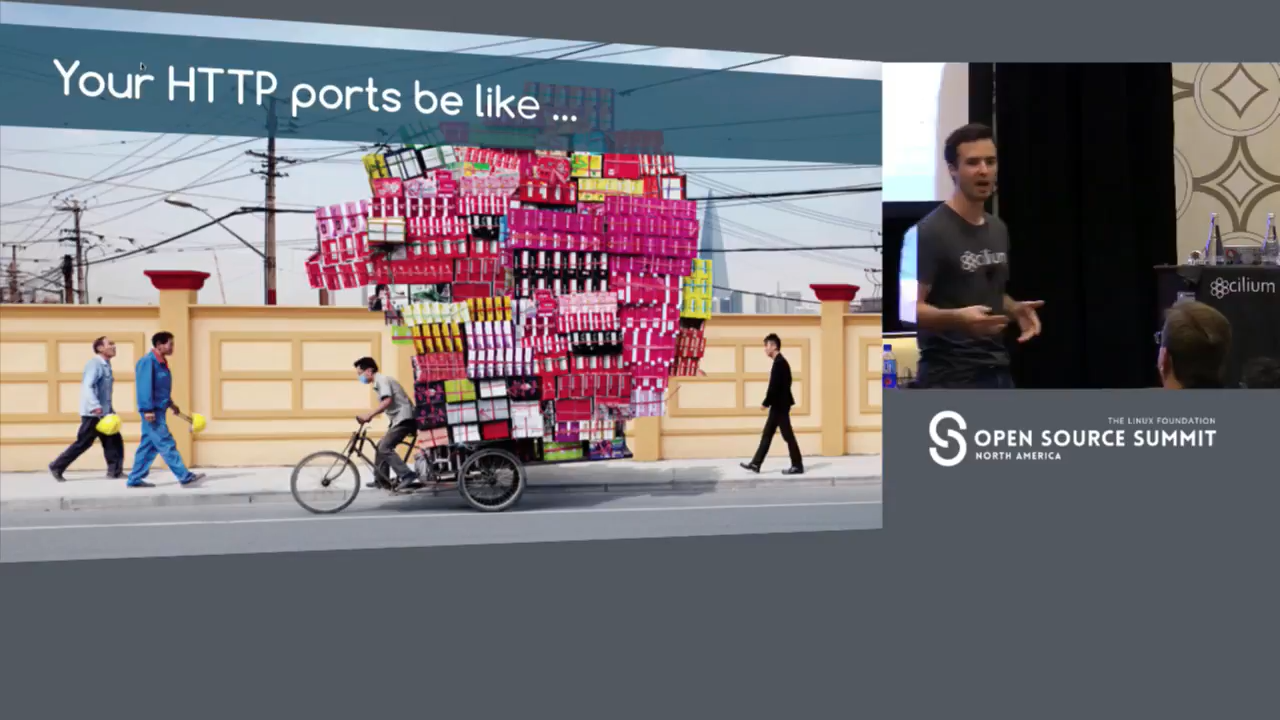 Your HTTP ports be like ...
cilium
cilium
THE LINUX FOUNDATION
OPEN SOURCE SUMMIT
NORTH AMERICA